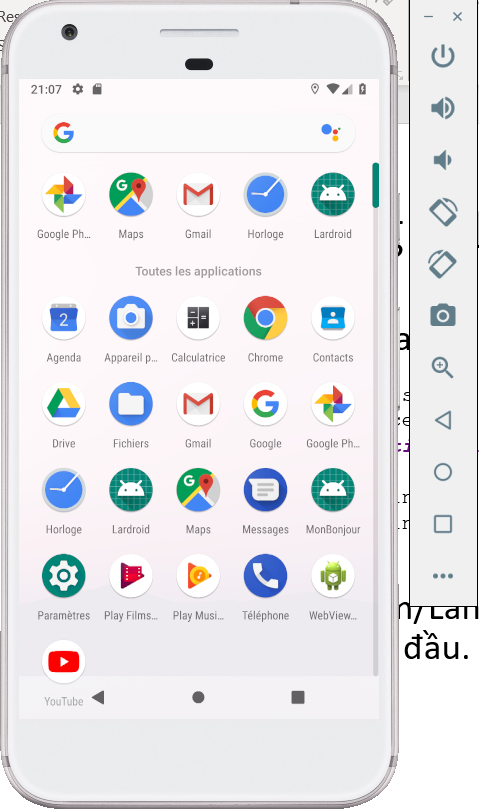 Res
21:07
Google Ph... Maps Gmail Horloge Lardroid
Toutes les applications
Agenda Appareil p... Calculatrice Chrome Contacts
Drive Fichiers Gmail Google Google Ph...
Horloge Lardroid Maps Messages MonBonjour
Paramètres Play Films... Play Musi... Téléphone WebView...
YouTube
đầu.